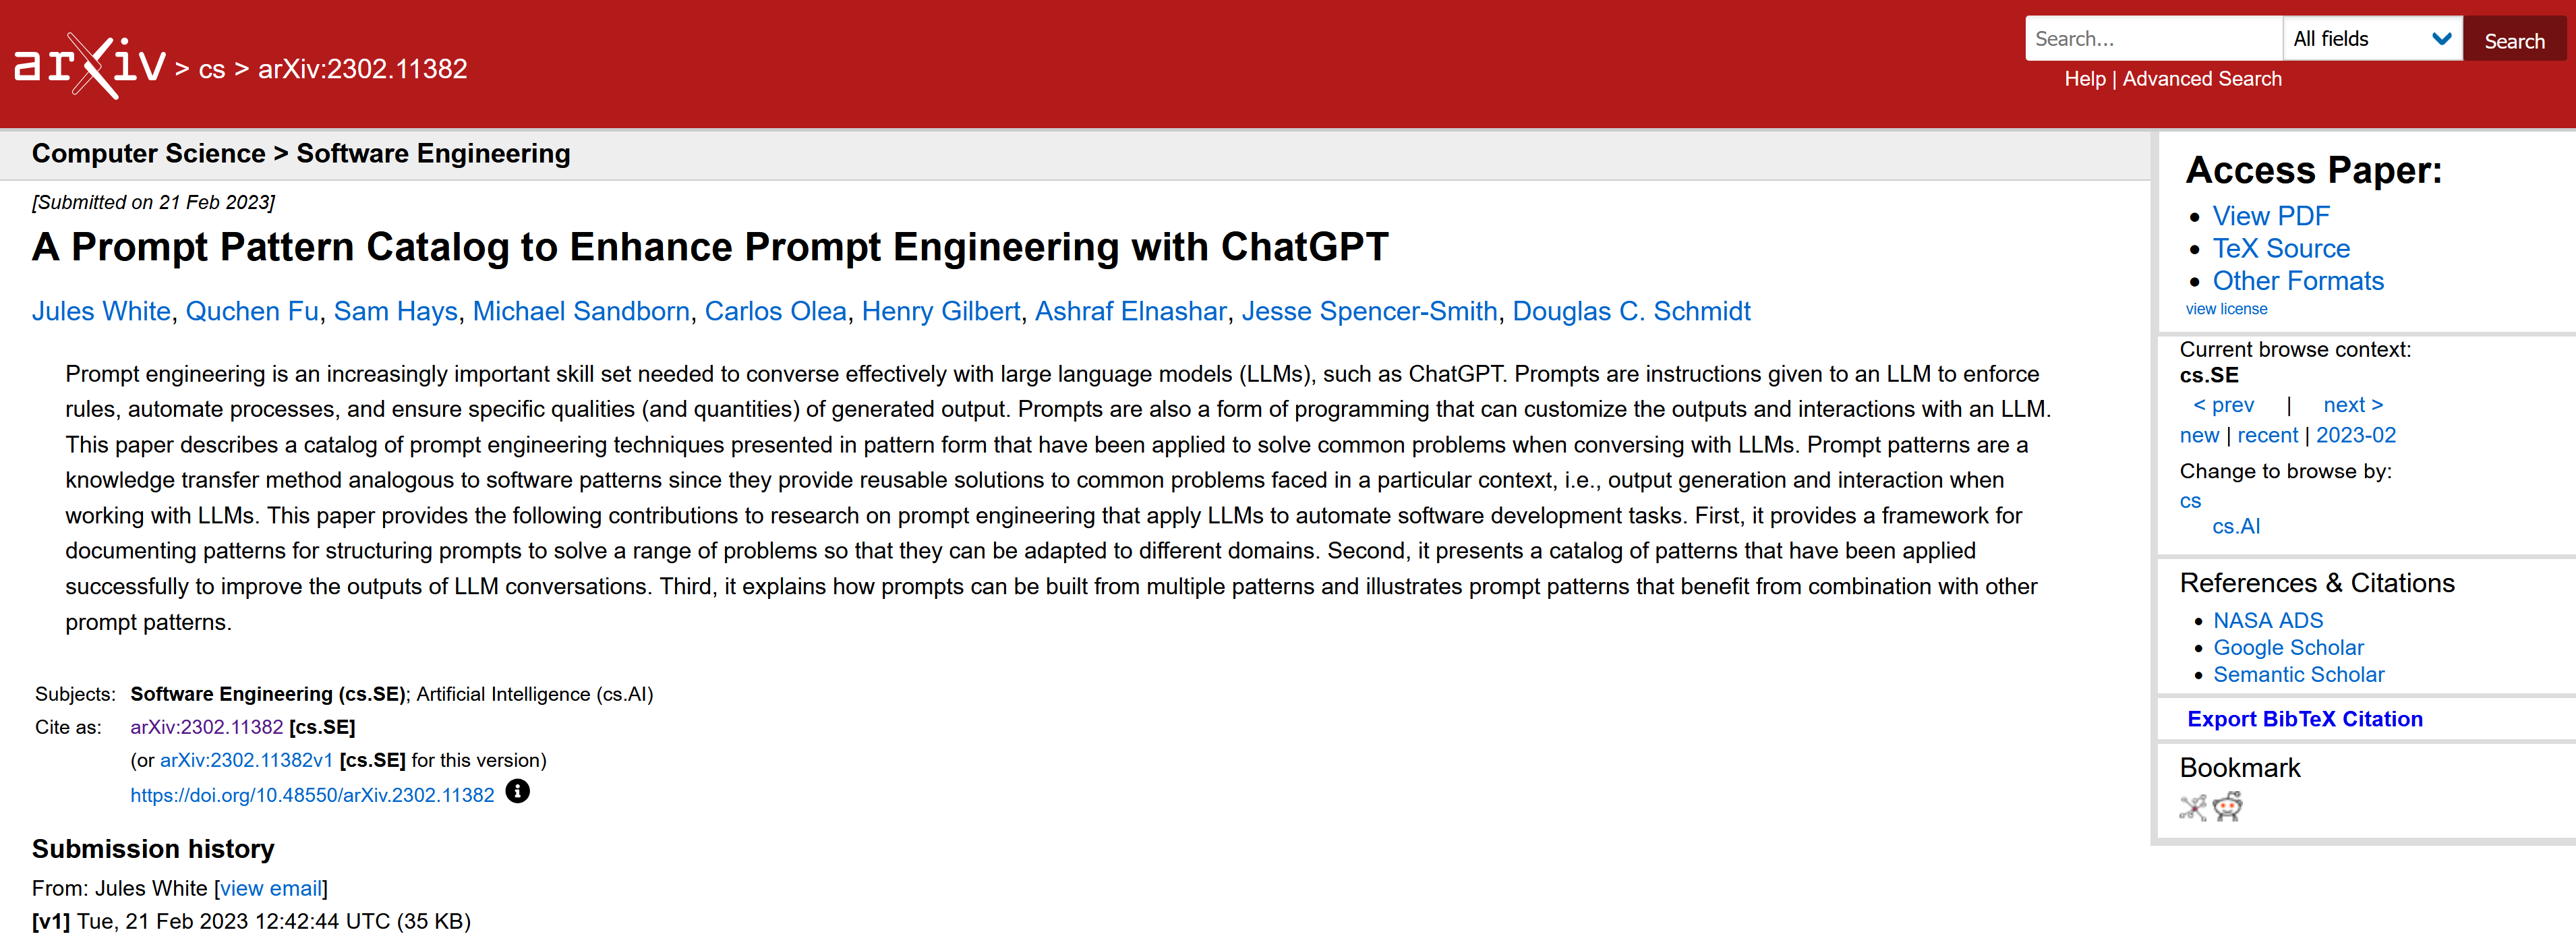 arXiv > cs > arXiv:2302.11382
Search...
All fields
Search
Help | Advanced Search
Computer Science > Software Engineering
[Submitted on 21 Feb 2023]
A Prompt Pattern Catalog to Enhance Prompt Engineering with ChatGPT
Jules White, Quchen Fu, Sam Hays, Michael Sandborn, Carlos Olea, Henry Gilbert, Ashraf Elnashar, Jesse Spencer-Smith, Douglas C. Schmidt
Prompt engineering is an increasingly important skill set needed to converse effectively with large language models (LLMs), such as ChatGPT. Prompts are instructions given to an LLM to enforce
rules, automate processes, and ensure specific qualities (and quantities) of generated output. Prompts are also a form of programming that can customize the outputs and interactions with an LLM.
This paper describes a catalog of prompt engineering techniques presented in pattern form that have been applied to solve common problems when conversing with LLMs. Prompt patterns are a
knowledge transfer method analogous to software patterns since they provide reusable solutions to common problems faced in a particular context, i.e., output generation and interaction when
working with LLMs. This paper provides the following contributions to research on prompt engineering that apply LLMs to automate software development tasks. First, it provides a framework for
documenting patterns for structuring prompts to solve a range of problems so that they can be adapted to different domains. Second, it presents a catalog of patterns that have been applied
successfully to improve the outputs of LLM conversations. Third, it explains how prompts can be built from multiple patterns and illustrates prompt patterns that benefit from combination with other
prompt patterns.
Subjects: Software Engineering (cs.SE); Artificial Intelligence (cs.AI)
Cite as: arXiv:2302.11382 [cs.SE]
(or arXiv:2302.11382v1 [cs.SE] for this version)
https://doi.org/10.48550/arXiv.2302.11382
Submission history
From: Jules White [view email]
[v1] Tue, 21 Feb 2023 12:42:44 UTC (35 KB)
Access Paper:
View PDF
TeX Source
Other Formats
view license
Current browse context:
cs.SE
< prev | next >
new | recent | 2023-02
Change to browse by:
cs
cs.AI
References & Citations
NASA ADS
Google Scholar
Semantic Scholar
Export BibTeX Citation
Bookmark